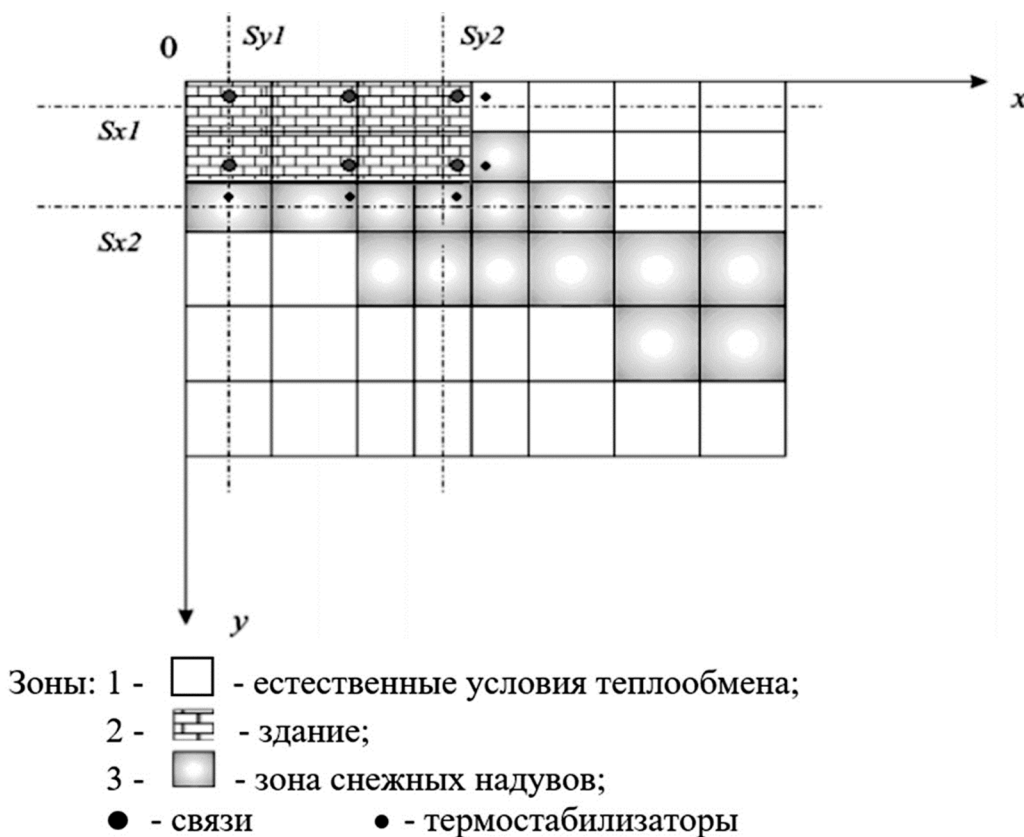 0
Sy1
Sy2
x
Sx1
Sx2
y
Зоны: 1 - - естественные условия теплообмена;
2 - - здание;
3 - - зона снежных надувов;
- связи - термостабилизаторы